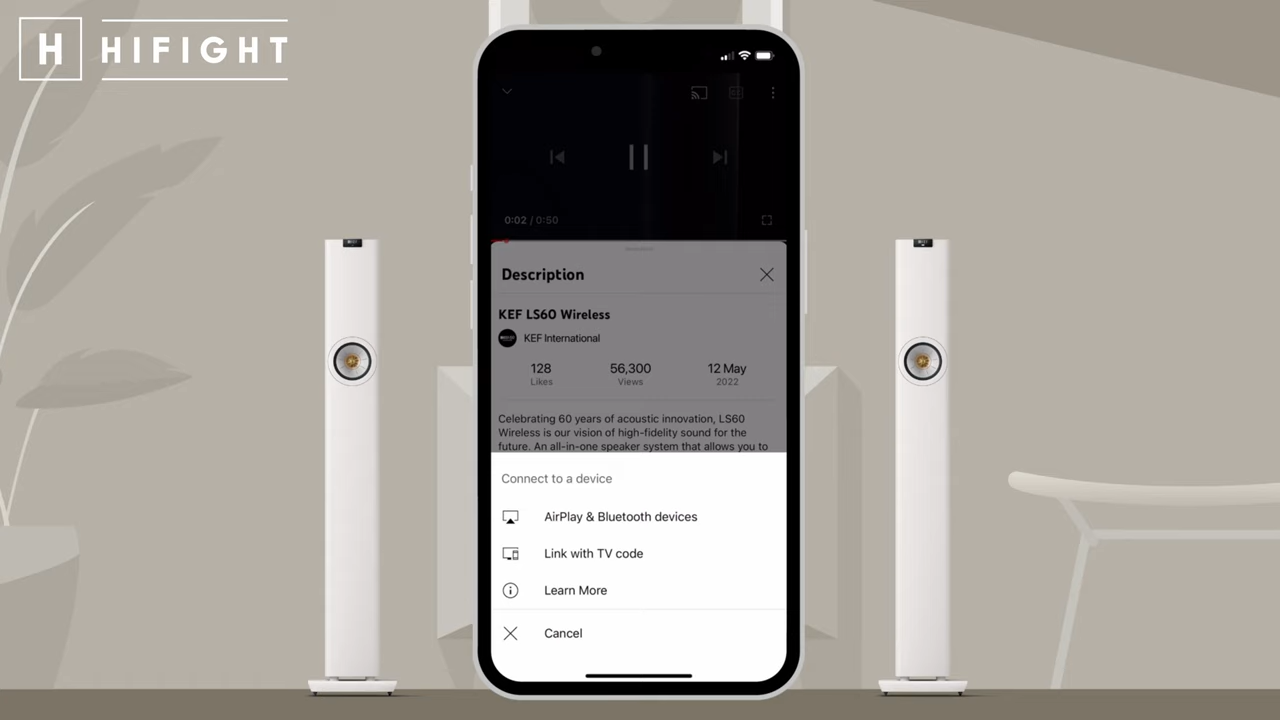 H HIFIGHT
0:02 / 0:50
Description
KEF LS60 Wireless
KEF International
128
Likes
56,300
Views
12 May
2022
Celebrating 60 years of acoustic innovation, LS60
Wireless is our vision of high-fidelity sound for the
future. An all-in-one speaker system that allows you to
Connect to a device
AirPlay & Bluetooth devices
Link with TV code
Learn More
Cancel